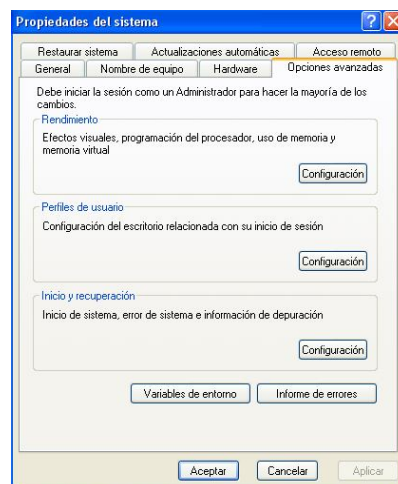 Propiedades del sistema
Restaurar sistema Actualizaciones automáticas Acceso remoto
General Nombre de equipo Hardware Opciones avanzadas
Debe iniciar la sesión como un Administrador para hacer la mayoría de los
cambios.
Rendimiento
Efectos visuales, programación del procesador, uso de memoria y
memoria virtual
Configuración
Perfiles de usuario
Configuración del escritorio relacionada con su inicio de sesión
Configuración
Inicio y recuperación
Inicio de sistema, error de sistema e información de depuración
Configuración
Variables de entorno Informe de errores
Aceptar Cancelar Aplicar